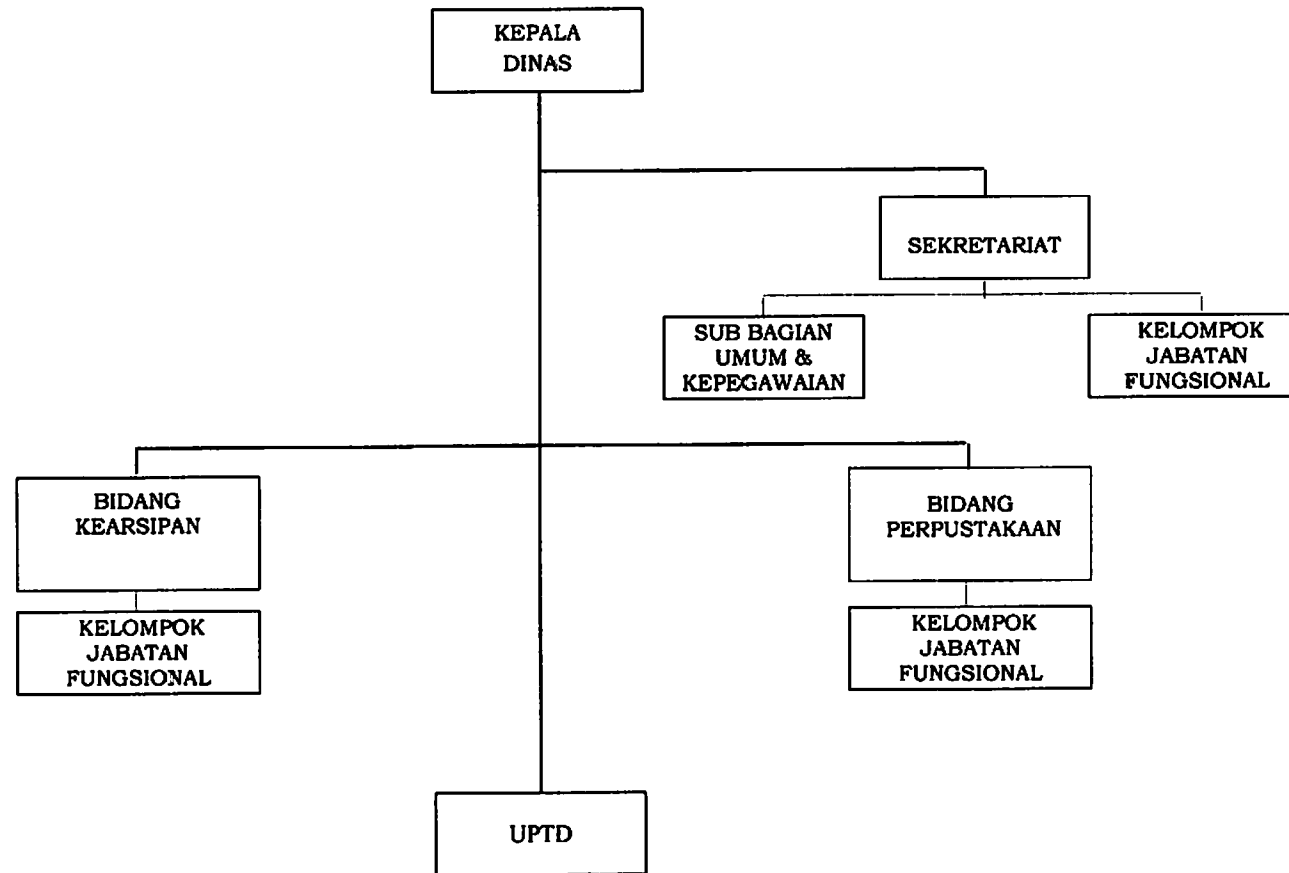 KEPALA
DINAS
SEKRETARIAT
SUB BAGIAN
UMUM &
KEPEGAWAIAN
KELOMPOK
JABATAN
FUNGSIONAL
BIDANG
KEARSIPAN
BIDANG
PERPUSTAKAAN
KELOMPOK
JABATAN
FUNGSIONAL
KELOMPOK
JABATAN
FUNGSIONAL
UPTD